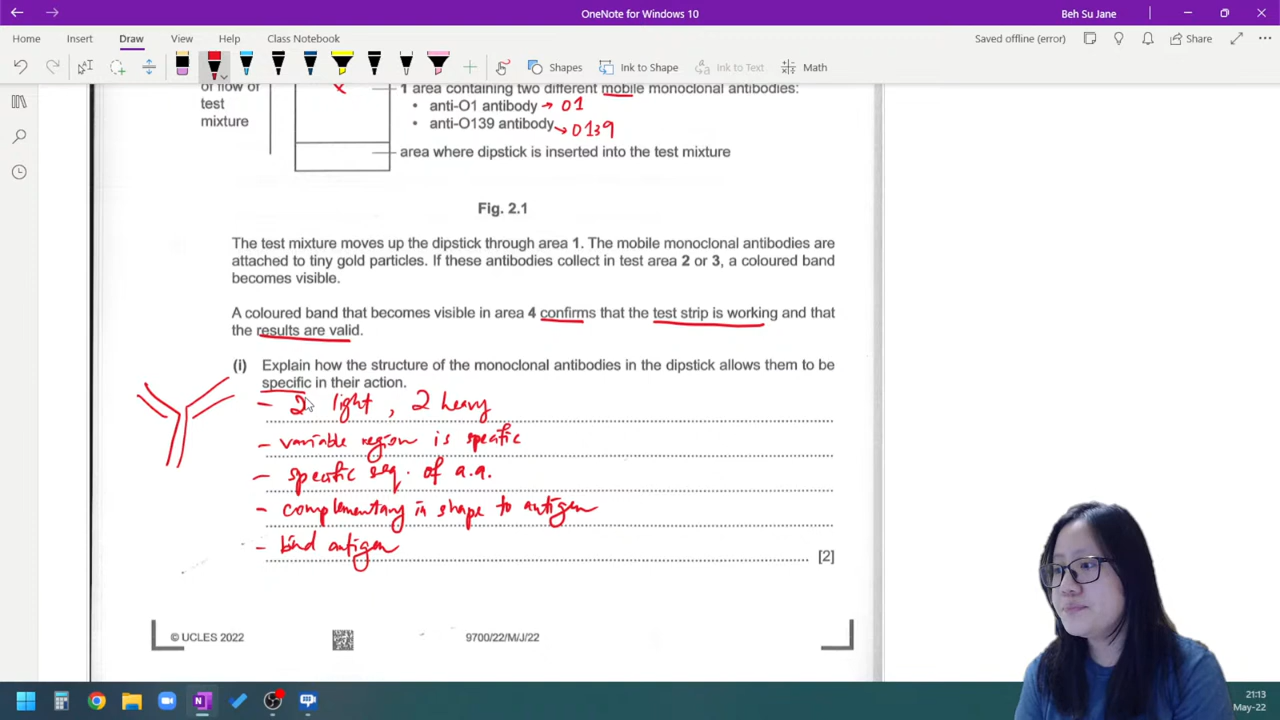 OneNote for Windows 10
Beh Su Jane
Home Insert Draw View Help Class Notebook
Saved offline (error) Share
Shapes Ink to Shape Ink to Text Math
of flow of
test
mixture
x
1 area containing two different mobile monoclonal antibodies:
• anti-O1 antibody → O1
• anti-O139 antibody → O139
area where dipstick is inserted into the test mixture
Fig. 2.1
The test mixture moves up the dipstick through area 1. The mobile monoclonal antibodies are
attached to tiny gold particles. If these antibodies collect in test area 2 or 3, a coloured band
becomes visible.
A coloured band that becomes visible in area 4 confirms that the test strip is working and that
the results are valid.
(i) Explain how the structure of the monoclonal antibodies in the dipstick allows them to be
specific in their action.
- 2 light, 2 heavy
- variable region is specific
- specific seq. of a.a.
- complementary in shape to antigen
- bind antigen
[2]
© UCLES 2022 9700/22/M/J/22
21:13
May-22